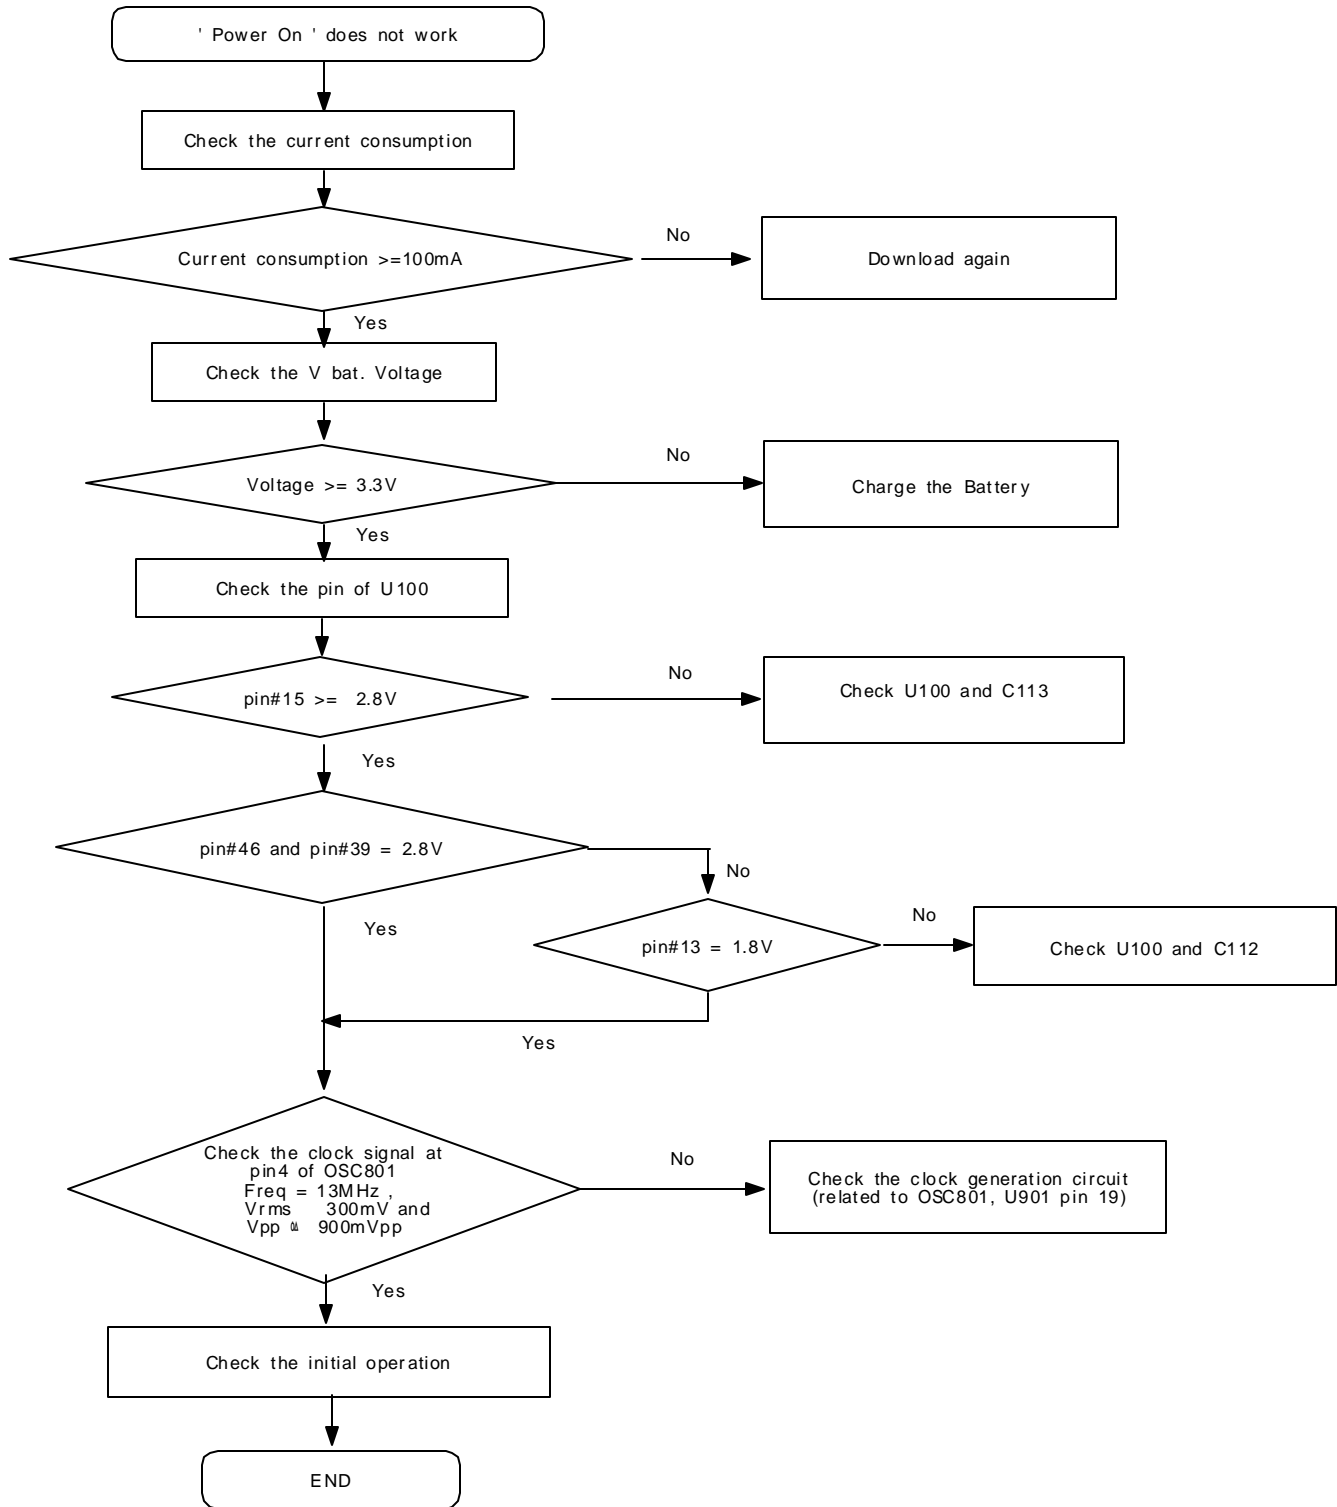 ' Power On ' does not work
Check the current consumption
Current consumption >=100mA
No
Download again
Yes
Check the V bat. Voltage
Voltage >= 3.3V
No
Charge the Battery
Yes
Check the pin of U100
pin#15 >= 2.8V
No
Check U100 and C113
Yes
pin#46 and pin#39 = 2.8V
No
Yes
pin#13 = 1.8V
No
Check U100 and C112
Yes
Check the clock signal at
pin4 of OSC801
Freq = 13MHz ,
Vrms 300mV and
Vpp 900mVpp
No
Check the clock generation circuit
(related to OSC801, U901 pin 19)
Yes
Check the initial operation
END